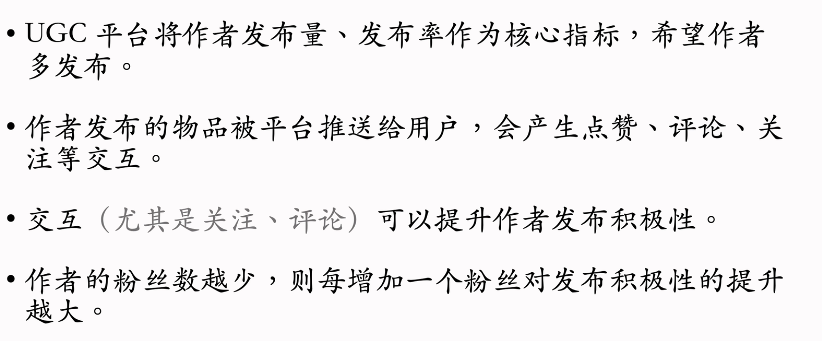 • UGC 平台将作者发布量、发布率作为核心指标，希望作者
多发布。
• 作者发布的物品被平台推送给用户，会产生点赞、评论、关
注等交互。
• 交互（尤其是关注、评论）可以提升作者发布积极性。
• 作者的粉丝数越少，则每增加一个粉丝对发布积极性的提升
越大。